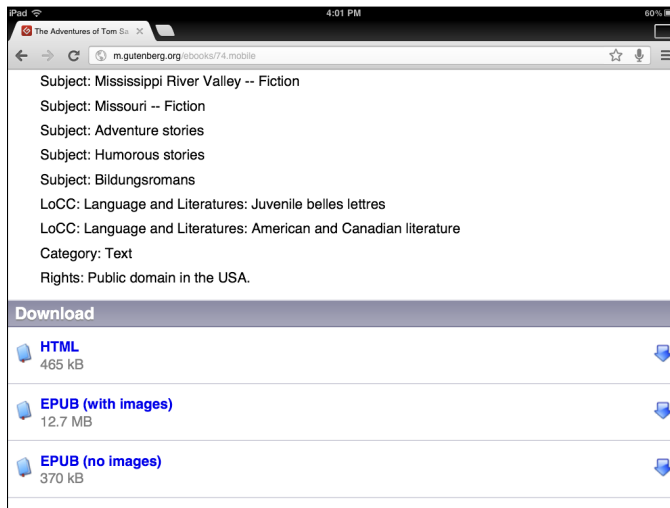 iPad 4:01 PM 60%
The Adventures of Tom Sa
m.gutenberg.org/ebooks/74.mobile
Subject: Mississippi River Valley -- Fiction
Subject: Missouri -- Fiction
Subject: Adventure stories
Subject: Humorous stories
Subject: Bildungsromans
LoCC: Language and Literatures: Juvenile belles lettres
LoCC: Language and Literatures: American and Canadian literature
Category: Text
Rights: Public domain in the USA.
Download
HTML
465 kB
EPUB (with images)
12.7 MB
EPUB (no images)
370 kB